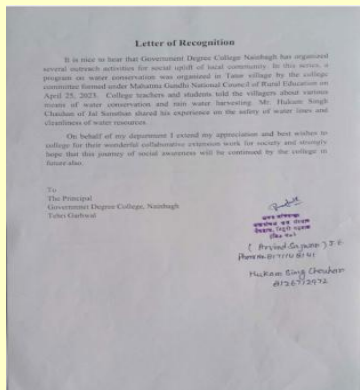 Letter of Recognition
It is nice to hear that Government Degree College Nainbagh has organized
several outreach activities for social uplift of local community. In this series, a
program on water conservation was organized in Tator village by the college
committee formed under Mahatma Gandhi National Council of Rural Education on
April 25, 2023. College teachers and students told the villagers about various
means of water conservation and rain water harvesting. Mr. Hukam Singh
Chauhan of Jal Sansthan shared his experience on the safety of water lines and
cleanliness of water resources.
On behalf of my department I extend my appreciation and best wishes to
college for their wonderful collaborative extension work for society and strongly
hope that this journey of social awareness will be continued by the college in
future also.
To
The Principal
Government Degree College, Nainbagh
Tehri Garhwal
(Arvind ) J.E
Phone No.
Hukam Sing Chauhan